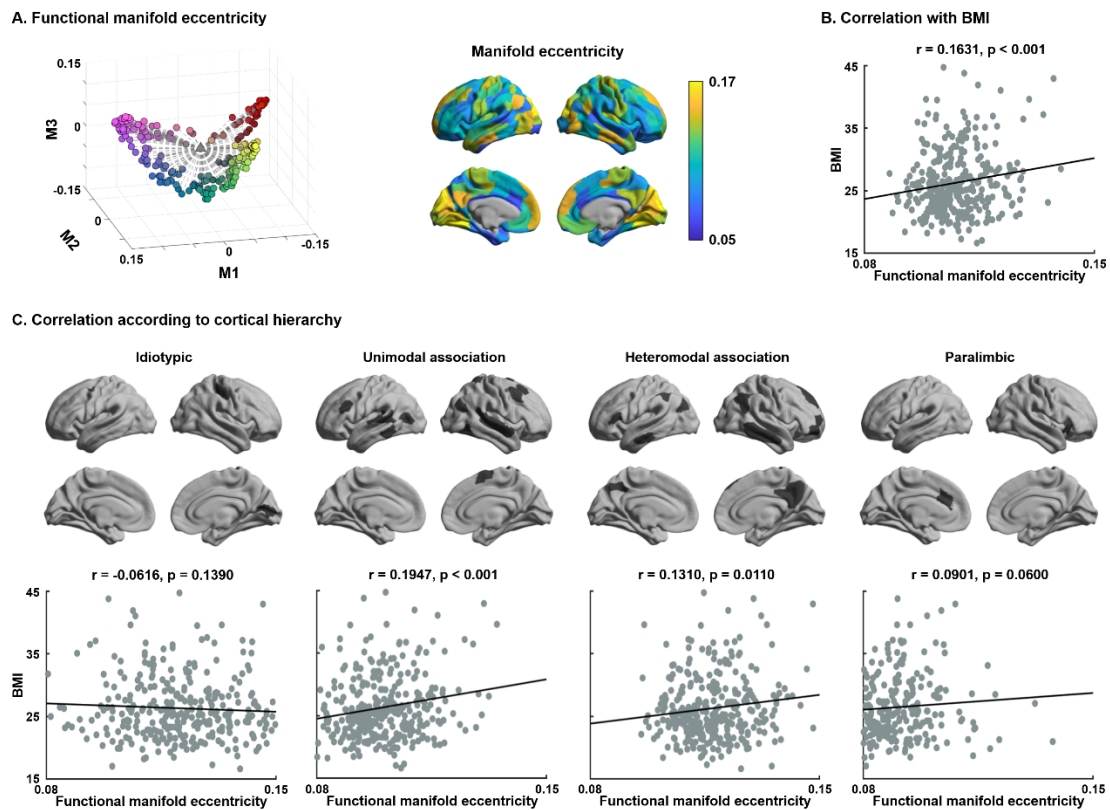 A. Functional manifold eccentricity
B. Correlation with BMI
0.15
M3
0
-0.15
M2
0
0.15
M1
0
-0.15
Manifold eccentricity
0.17
0.05
r = 0.1631, p < 0.001
45
35
BMI
25
15
0.08
0.15
Functional manifold eccentricity
C. Correlation according to cortical hierarchy
Idiotypic
Unimodal association
Heteromodal association
Paralimbic
r = -0.0616, p = 0.1390
r = 0.1947, p < 0.001
r = 0.1310, p = 0.0110
r = 0.0901, p = 0.0600
45
35
BMI
25
15
0.08
0.15
Functional manifold eccentricity
0.08
0.15
Functional manifold eccentricity
0.08
0.15
Functional manifold eccentricity
0.08
0.15
Functional manifold eccentricity